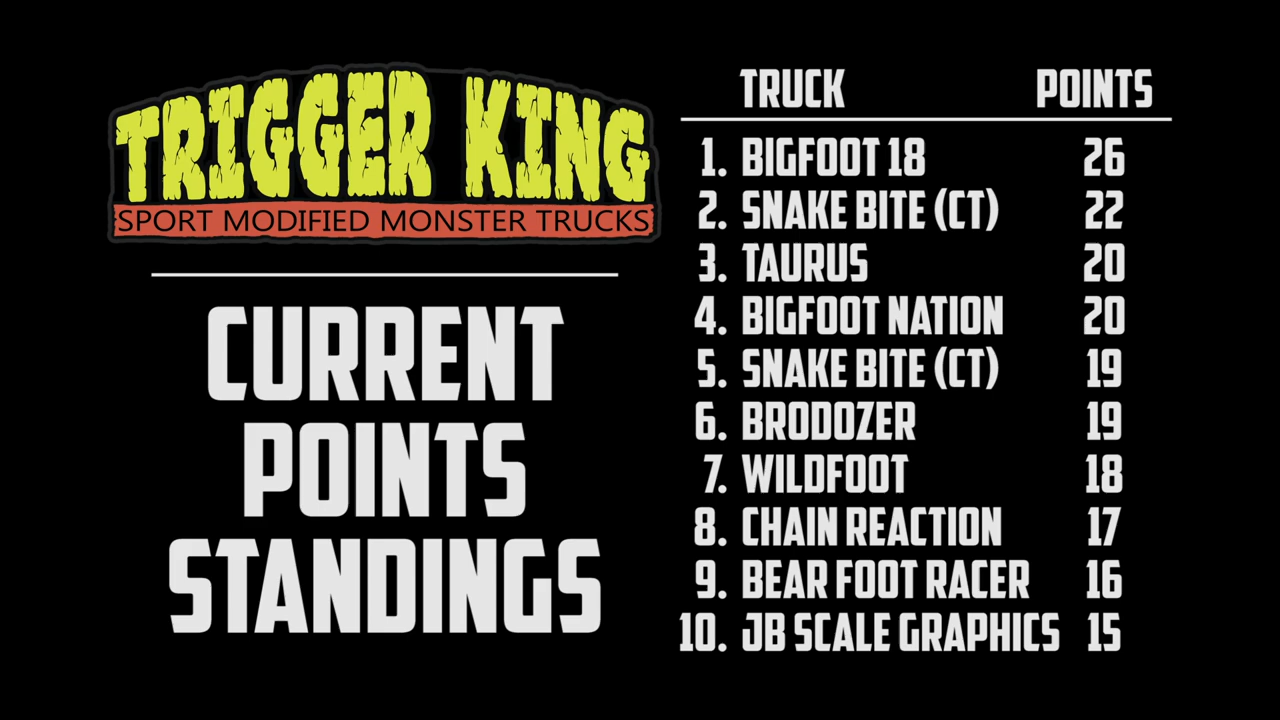 TRIGGER KING
SPORT MODIFIED MONSTER TRUCKS
CURRENT
POINTS
STANDINGS
TRUCK POINTS
1. BIGFOOT 18 26
2. SNAKE BITE (CT) 22
3. TAURUS 20
4. BIGFOOT NATION 20
5. SNAKE BITE (CT) 19
6. BRODOZER 19
7. WILDFOOT 18
8. CHAIN REACTION 17
9. BEAR FOOT RACER 16
10. JB SCALE GRAPHICS 15